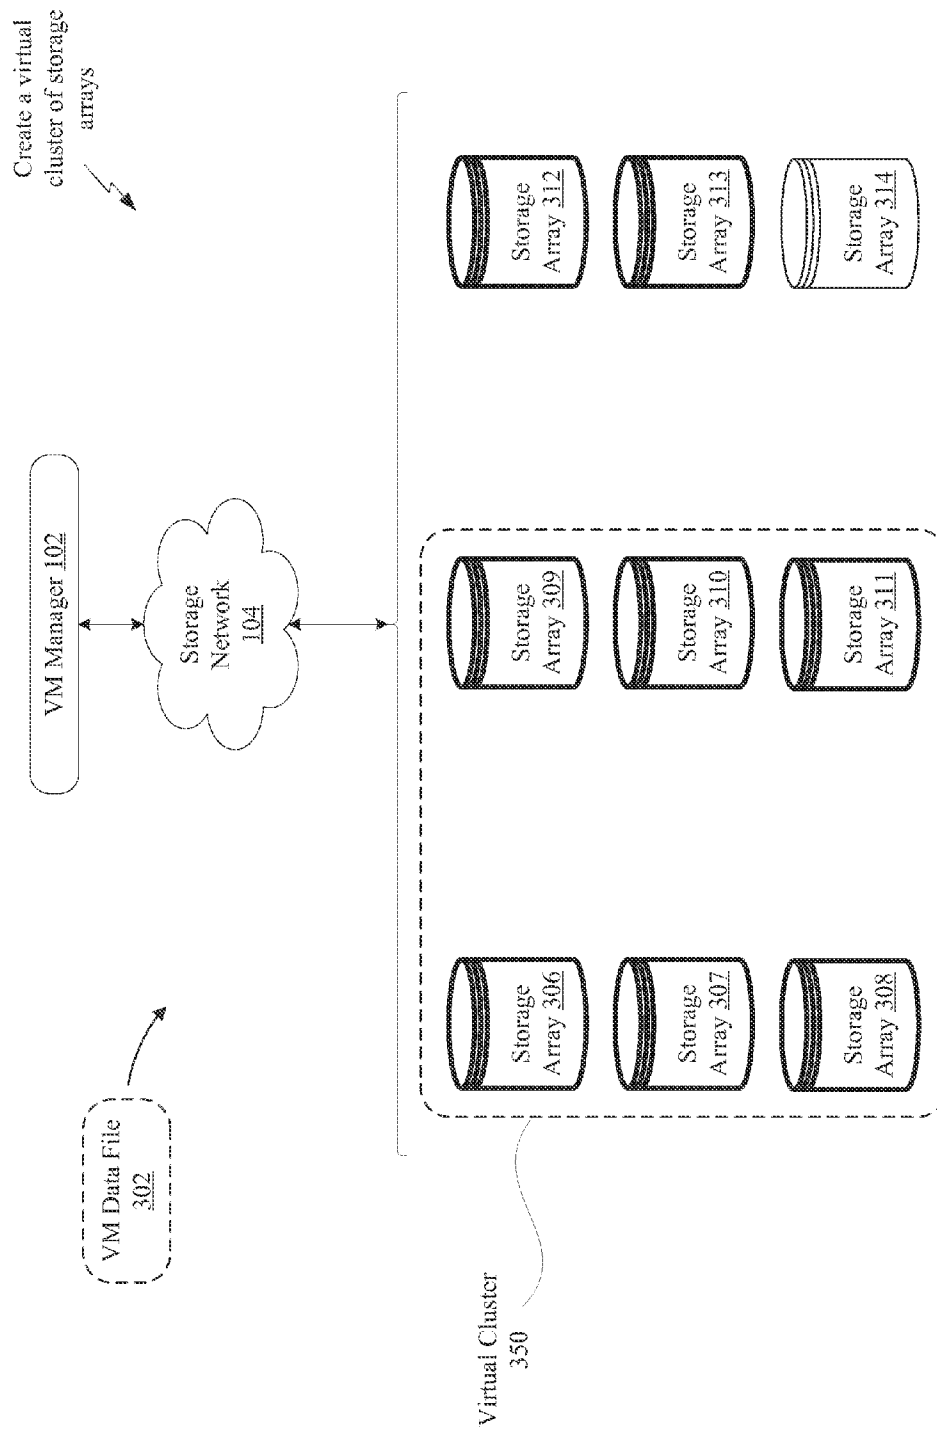 Create a virtual
cluster of storage
arrays
VM Manager 102
VM Data File
302
Storage
Network
104
Virtual Cluster
350
Storage
Array 306
Storage
Array 309
Storage
Array 312
Storage
Array 307
Storage
Array 310
Storage
Array 313
Storage
Array 308
Storage
Array 311
Storage
Array 314